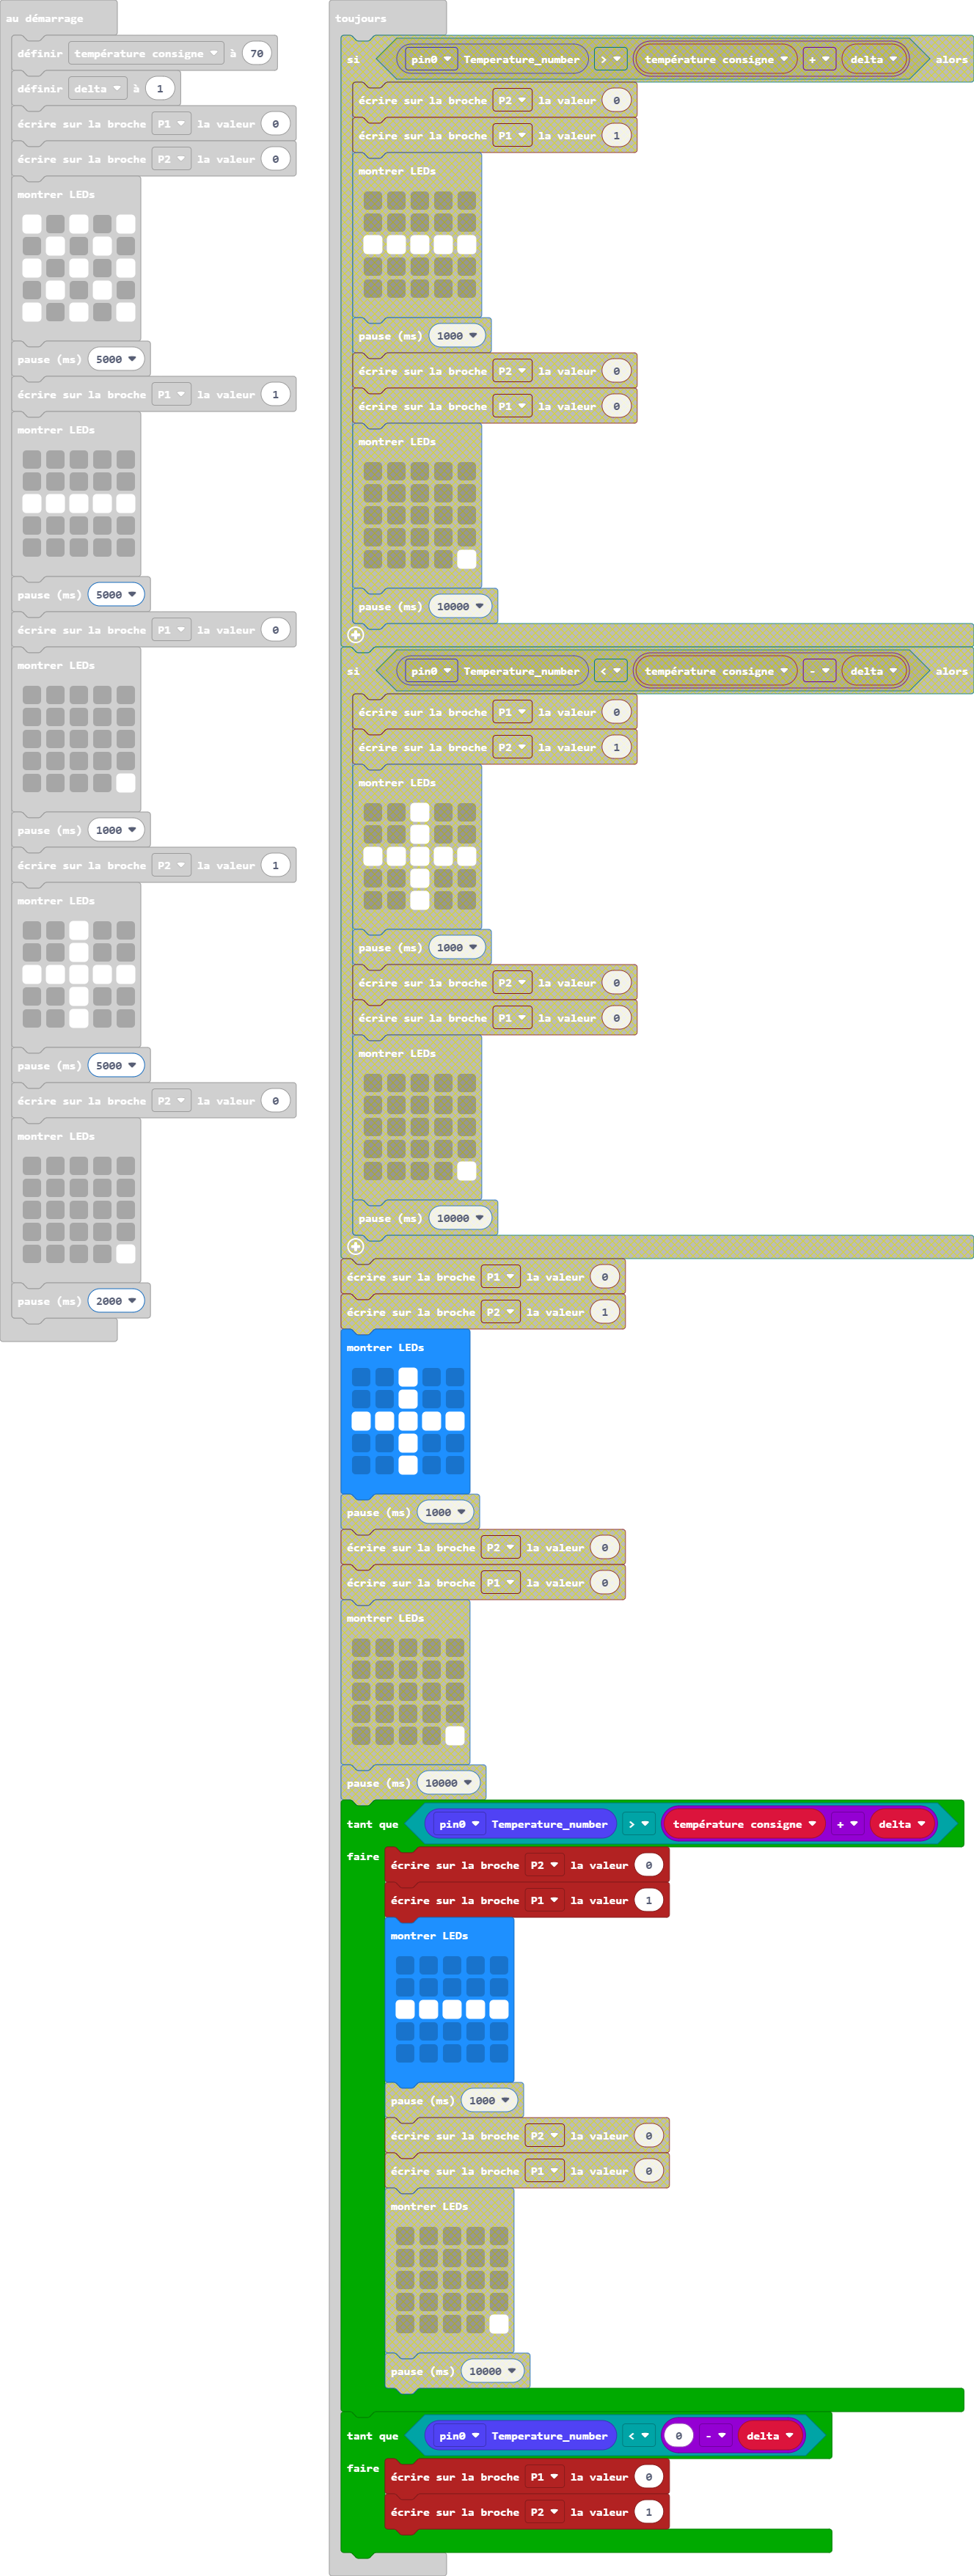 au démarrage
définir température consigne à 70
définir delta à 1
écrire sur la broche P1 la valeur 0
écrire sur la broche P2 la valeur 0
montrer LEDs
pause (ms) 5000
écrire sur la broche P1 la valeur 1
montrer LEDs
pause (ms) 5000
écrire sur la broche P1 la valeur 0
montrer LEDs
pause (ms) 1000
écrire sur la broche P2 la valeur 1
montrer LEDs
pause (ms) 5000
écrire sur la broche P2 la valeur 0
montrer LEDs
pause (ms) 2000
toujours
si pin0 Temperature_number > température consigne + delta alors
écrire sur la broche P2 la valeur 0
écrire sur la broche P1 la valeur 1
montrer LEDs
pause (ms) 1000
écrire sur la broche P2 la valeur 0
écrire sur la broche P1 la valeur 0
montrer LEDs
pause (ms) 10000
si pin0 Temperature_number < température consigne - delta alors
écrire sur la broche P1 la valeur 0
écrire sur la broche P2 la valeur 1
montrer LEDs
pause (ms) 1000
écrire sur la broche P2 la valeur 0
écrire sur la broche P1 la valeur 0
montrer LEDs
pause (ms) 10000
écrire sur la broche P1 la valeur 0
écrire sur la broche P2 la valeur 1
montrer LEDs
pause (ms) 1000
écrire sur la broche P2 la valeur 0
écrire sur la broche P1 la valeur 0
montrer LEDs
pause (ms) 10000
tant que pin0 Temperature_number > température consigne + delta
faire écrire sur la broche P2 la valeur 0
écrire sur la broche P1 la valeur 1
montrer LEDs
pause (ms) 1000
écrire sur la broche P2 la valeur 0
écrire sur la broche P1 la valeur 0
montrer LEDs
pause (ms) 10000
tant que pin0 Temperature_number < 0 - delta
faire écrire sur la broche P1 la valeur 0
écrire sur la broche P2 la valeur 1